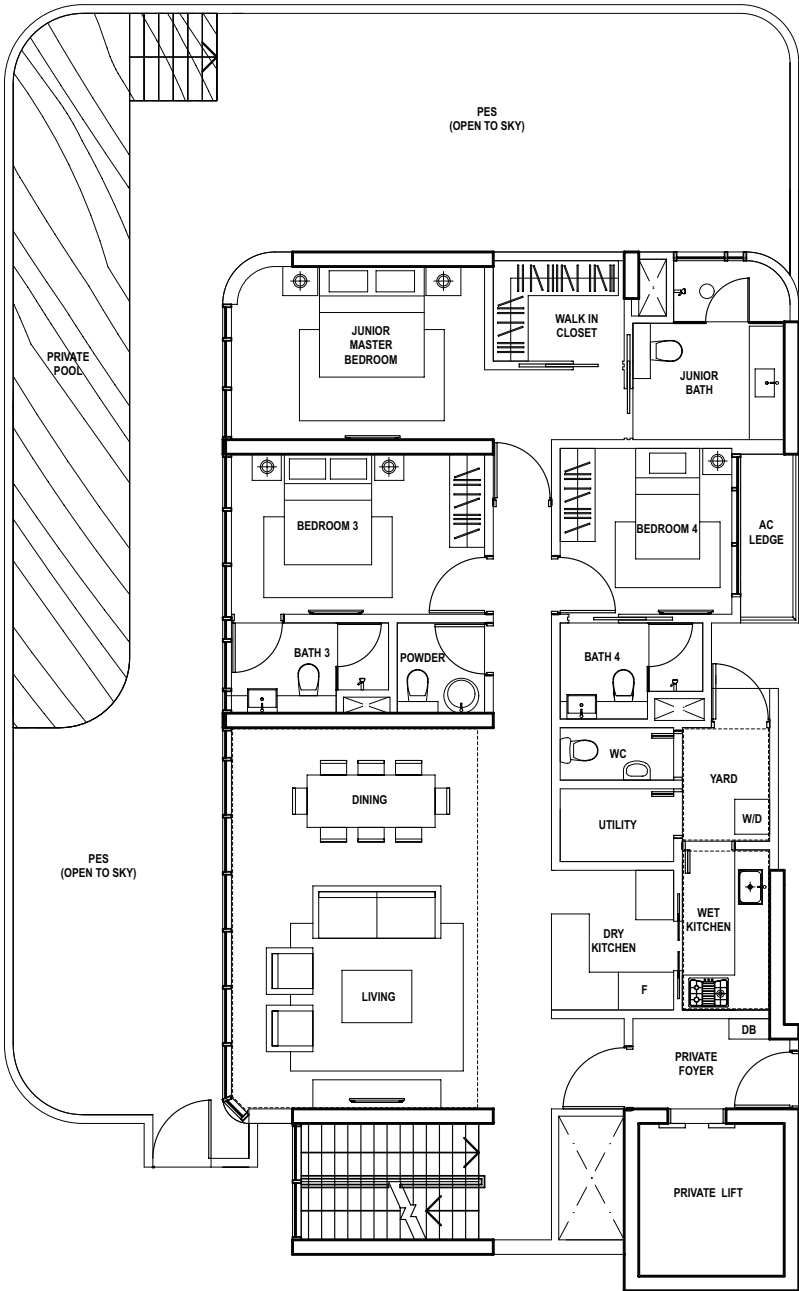 PES
(OPEN TO SKY)
JUNIOR
MASTER
BEDROOM
WALK IN
CLOSET
PRIVATE
POOL
JUNIOR
BATH
BEDROOM 3
BEDROOM 4
AC
LEDGE
BATH 3
POWDER
BATH 4
WC
YARD
DINING
W/D
UTILITY
PES
(OPEN TO SKY)
WET
KITCHEN
DRY
KITCHEN
LIVING
F
DB
PRIVATE
FOYER
PRIVATE LIFT